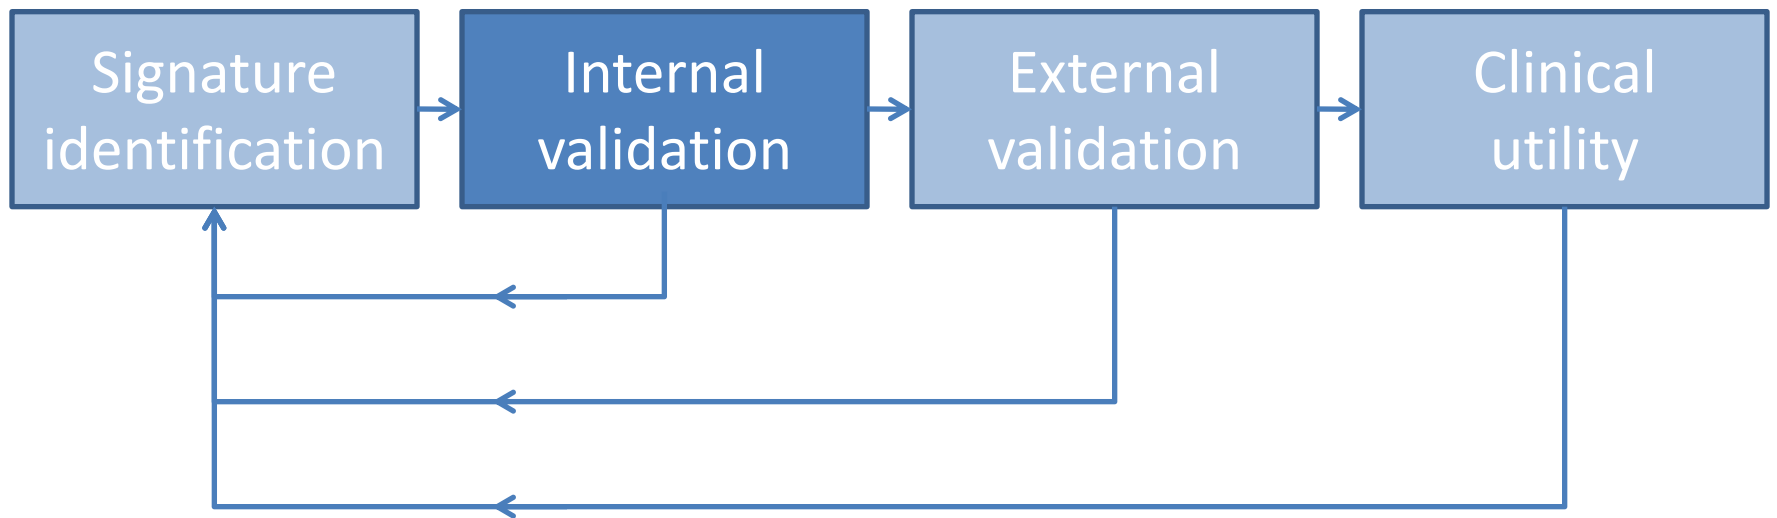 Signature
identification
Internal
validation
External
validation
Clinical
utility